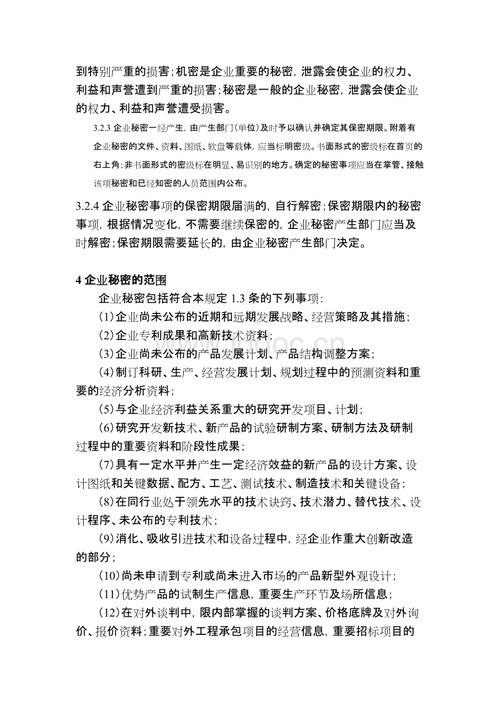 到特别严重的损害；机密是企业重要的秘密，泄露会使企业的权力、
利益和声誉遭到严重的损害；秘密是一般的企业秘密，泄露会使企业
的权力、利益和声誉遭受损害。
3.2.3 企业秘密一经产生，由产生部门（单位）及时予以确认并确定其保密期限。附着有
企业秘密的文件、资料、图纸、软盘等载体，应当标明密级。书面形式的密级标在首页的
右上角；非书面形式的密级标在明显、易识别的地方。确定的秘密事项应当在掌管、接触
该项秘密和已经知密的人员范围内公布。
3.2.4 企业秘密事项的保密期限届满的，自行解密；保密期限内的秘密
事项，根据情况变化，不需要继续保密的，企业秘密产生部门应当及
时解密；保密期限需要延长的，由企业秘密产生部门决定。
4 企业秘密的范围
企业秘密包括符合本规定 1.3 条的下列事项：
（1）企业尚未公布的近期和远期发展战略、经营策略及其措施；
（2）企业专利成果和高新技术资料；
（3）企业尚未公布的产品发展计划、产品结构调整方案；
（4）制订科研、生产、经营发展计划、规划过程中的预测资料和重
要的经济分析资料；
（5）与企业经济利益关系重大的研究开发项目、计划；
（6）研究开发新技术、新产品的试验研制方案、研制方法及研制
过程中的重要资料和阶段性成果；
（7）具有一定水平并产生一定经济效益的新产品的设计方案、设
计图纸和关键数据、配方、工艺、测试技术、制造技术和关键设备；
（8）在同行业处于领先水平的技术诀窍、技术潜力、替代技术、设
计程序、未公布的专利技术；
（9）消化、吸收引进技术和设备过程中，经企业作重大创新改造
的部分；
（10）尚未申请到专利或尚未进入市场的产品新型外观设计；
（11）优势产品的试制生产信息，重要生产环节及场所信息；
（12）在对外谈判中，限内部掌握的谈判方案、价格底牌及对外询
价、报价资料；重要对外工程承包项目的经营信息，重要招标项目的